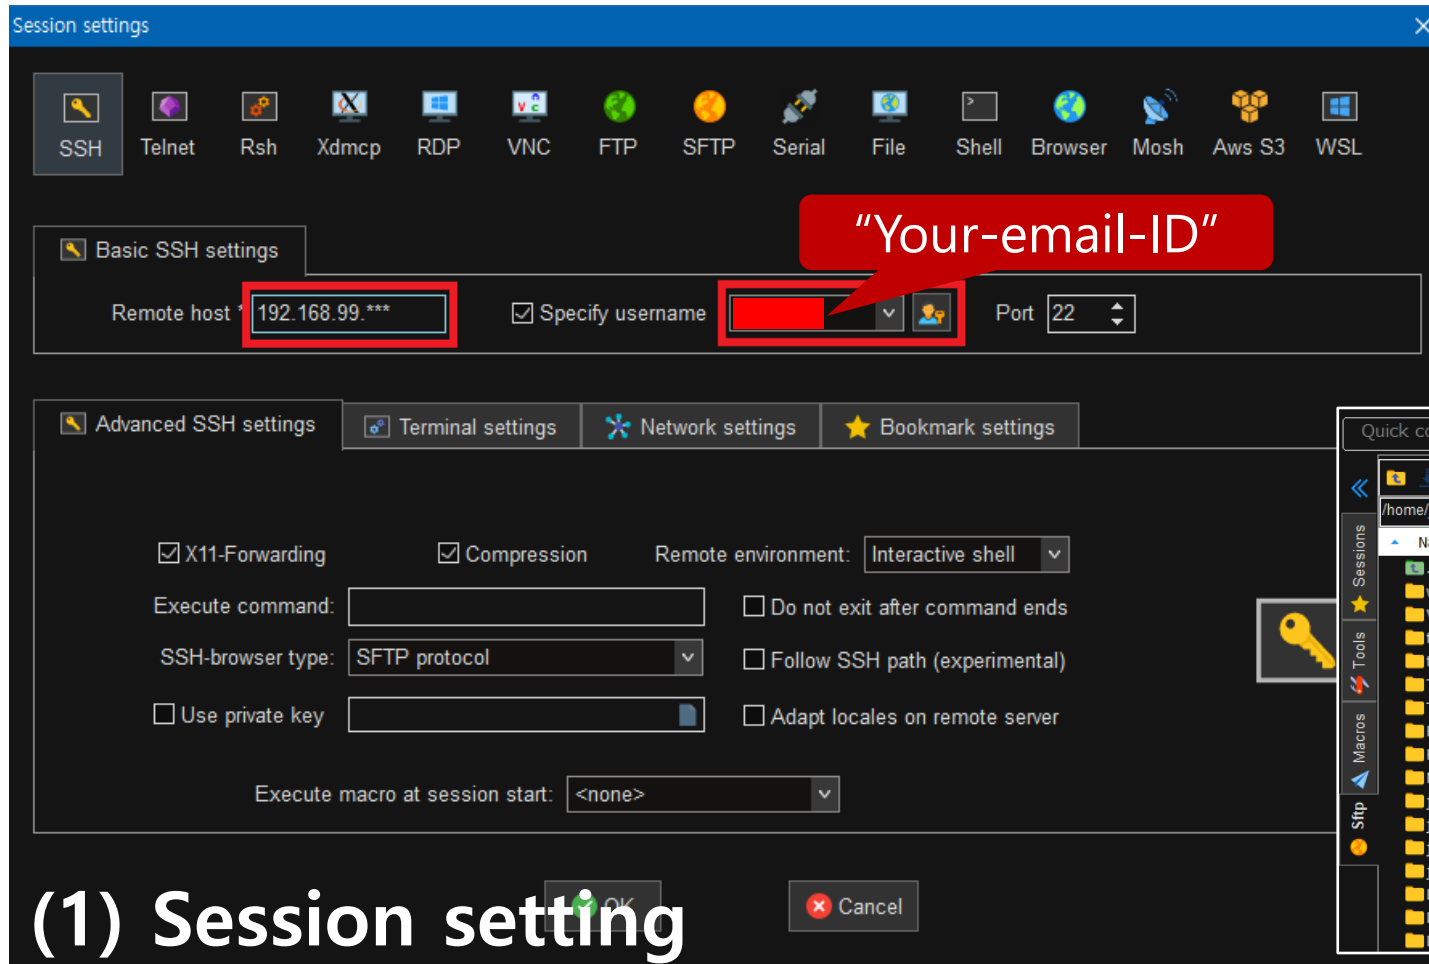 Session settings
SSH Telnet Rsh Xdmcp RDP VNC FTP SFTP Serial File Shell Browser Mosh Aws S3 WSL
"Your-email-ID"
Basic SSH settings
Remote host * 192.168.99.*** Specify username Port 22
Advanced SSH settings Terminal settings Network settings Bookmark settings
X11-Forwarding Compression Remote environment: Interactive shell
Execute command: Do not exit after command ends
SSH-browser type: SFTP protocol Follow SSH path (experimental)
Use private key Adapt locales on remote server
Execute macro at session start: <none>
OK Cancel
(1) Session setting
Quick
/home/
Sessions
Tools
Macros
Sftp